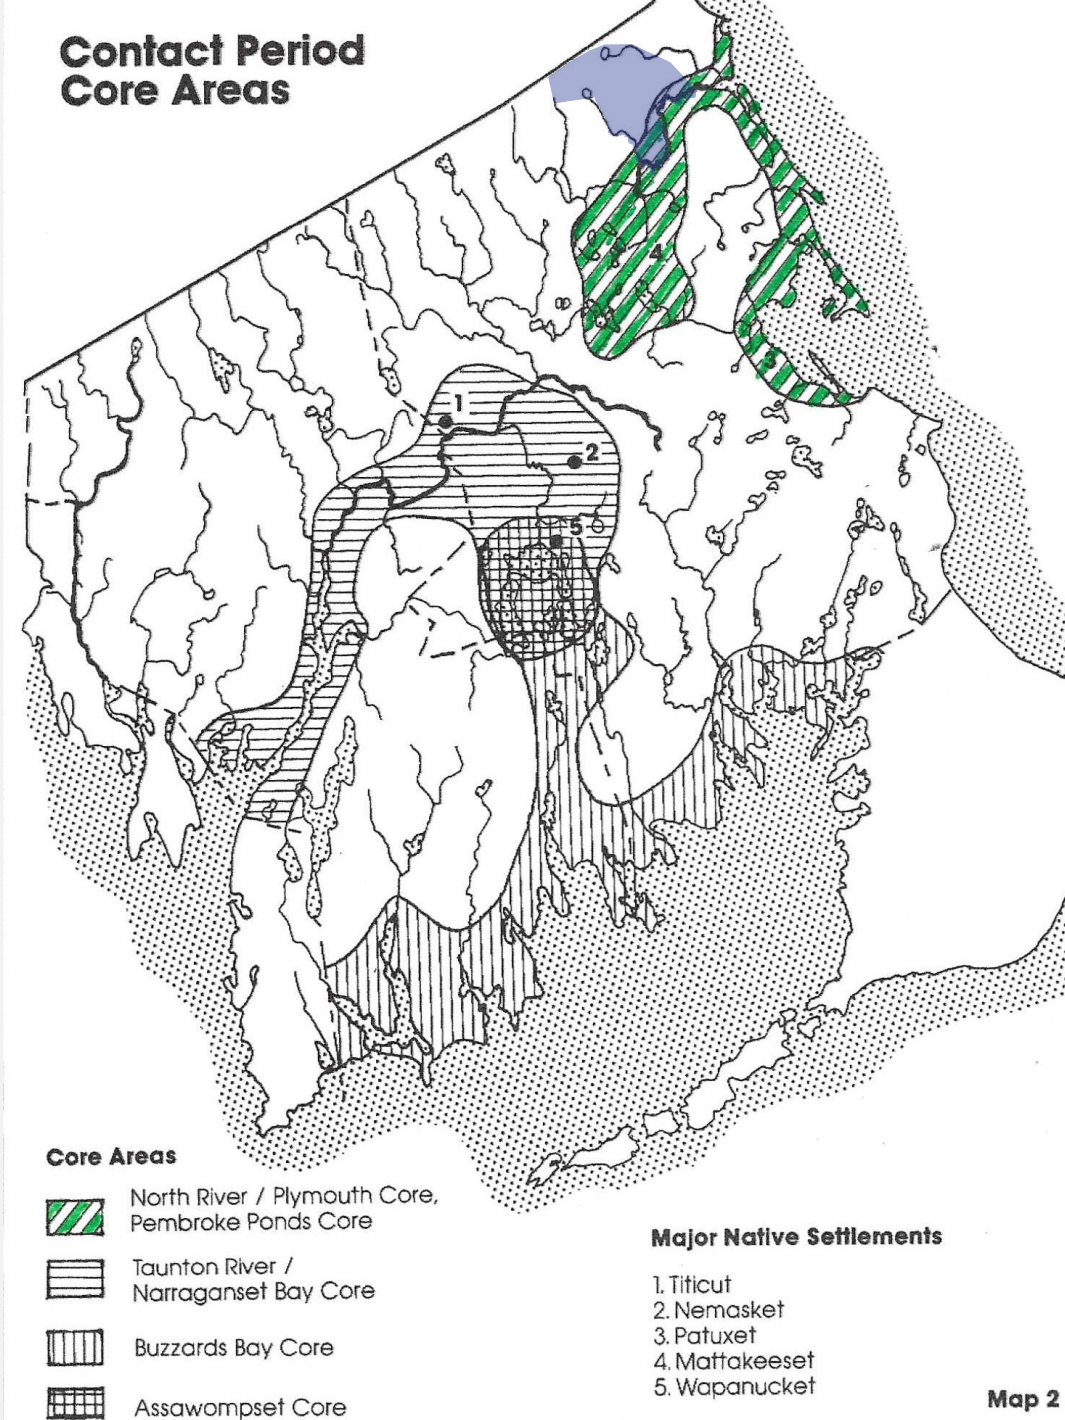 Contact Period
Core Areas
4
3
1
2
5
Core Areas
North River / Plymouth Core,
Pembroke Ponds Core
Taunton River /
Narraganset Bay Core
Buzzards Bay Core
Assawompset Core
Major Native Settlements
1. Titicut
2. Nemasket
3. Patuxet
4. Mattakeeset
5. Wapanucket
Map 2